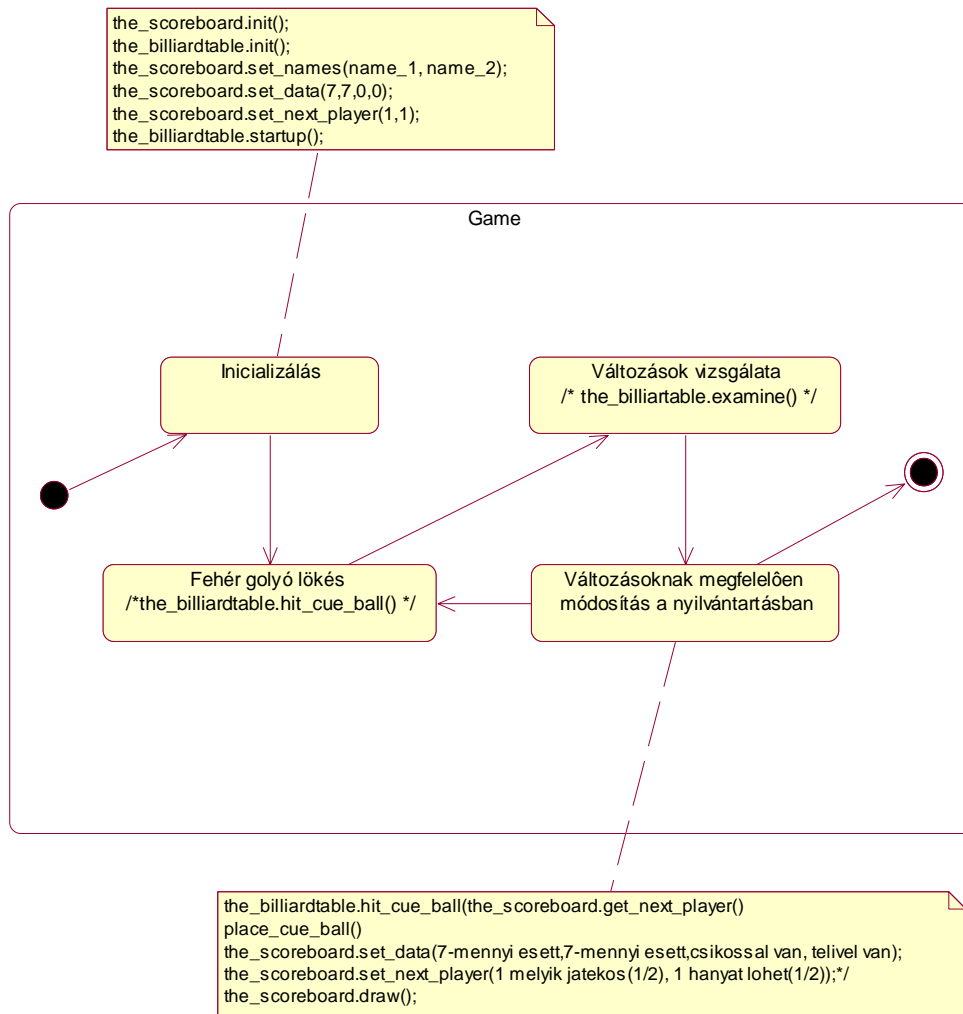 the_scoreboard.init();
the_billiardtable.init();
the_scoreboard.set_names(name_1, name_2);
the_scoreboard.set_data(7,7,0,0);
the_scoreboard.set_next_player(1,1);
the_billiardtable.startup();
Game
Inicializálás
Változások vizsgálata
/* the_billiartable.examine() */
Fehér golyó lökés
/*the_billiardtable.hit_cue_ball() */
Változásoknak megfelelôen
módosítás a nyilvántartásban
the_billiardtable.hit_cue_ball(the_scoreboard.get_next_player()
place_cue_ball()
the_scoreboard.set_data(7-mennyi esett,7-mennyi esett,csikossal van, telivel van);
the_scoreboard.set_next_player(1 melyik jatekos(1/2), 1 hanyat lohet(1/2));*/
the_scoreboard.draw();